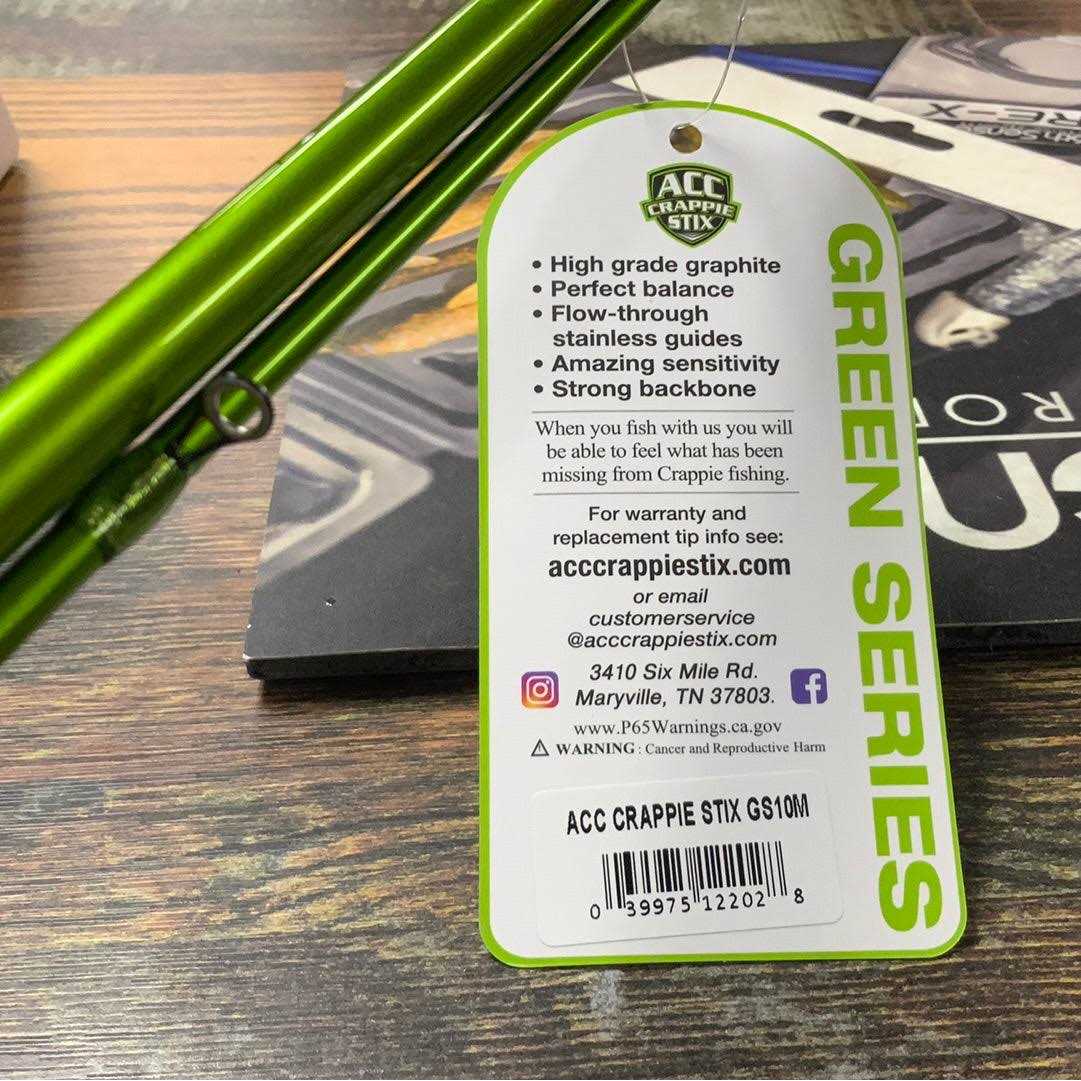 ACC
CRAPPIE
STIX
• High grade graphite
• Perfect balance
• Flow-through
stainless guides
• Amazing sensitivity
• Strong backbone
When you fish with us you will
be able to feel what has been
missing from Crappie fishing.
For warranty and
replacement tip info see:
acccrappiestix.com
or email
customerservice
@acccrappiestix.com
3410 Six Mile Rd.
Maryville, TN 37803.
www.P65Warnings.ca.gov
⚠ WARNING : Cancer and Reproductive Harm
ACC CRAPPIE STIX GS10M
0 39975 12202 8
GREEN SERIES
RE-X
RO